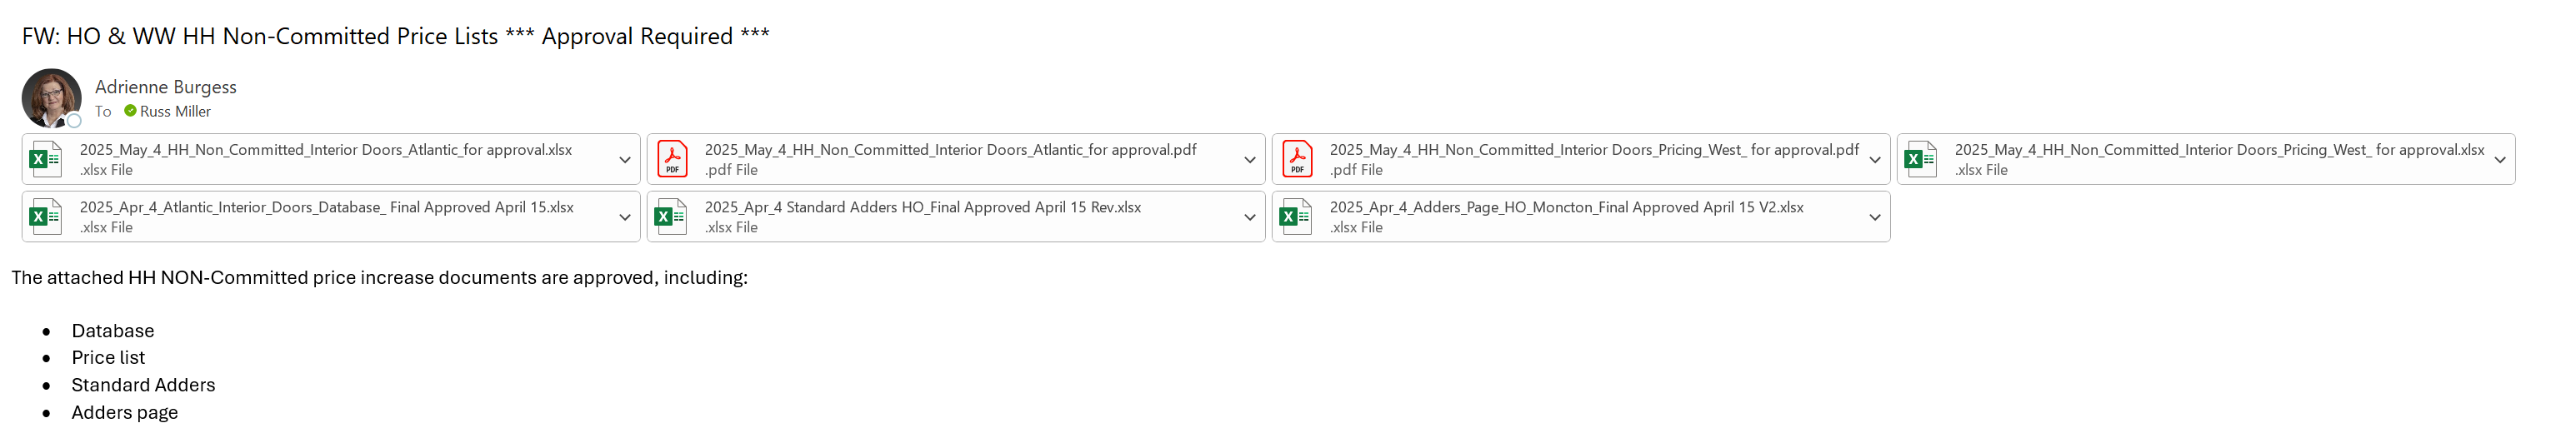 FW: HO & WW HH Non-Committed Price Lists *** Approval Required ***
Adrienne Burgess
To Russ Miller
2025_May_4_HH_Non_Committed_Interior Doors_Atlantic_for approval.xlsx
.xlsx File
2025_May_4_HH_Non_Committed_Interior Doors_Atlantic_for approval.pdf
.pdf File
2025_May_4_HH_Non_Committed_Interior Doors_Pricing_West_ for approval.pdf
.pdf File
2025_May_4_HH_Non_Committed_Interior Doors_Pricing_West_ for approval.xlsx
.xlsx File
2025_Apr_4_Atlantic_Interior_Doors_Database_ Final Approved April 15.xlsx
.xlsx File
2025_Apr_4 Standard Adders HO_Final Approved April 15 Rev.xlsx
.xlsx File
2025_Apr_4_Adders_Page_HO_Moncton_Final Approved April 15 V2.xlsx
.xlsx File
The attached HH NON-Committed price increase documents are approved, including:
• Database
• Price list
• Standard Adders
• Adders page